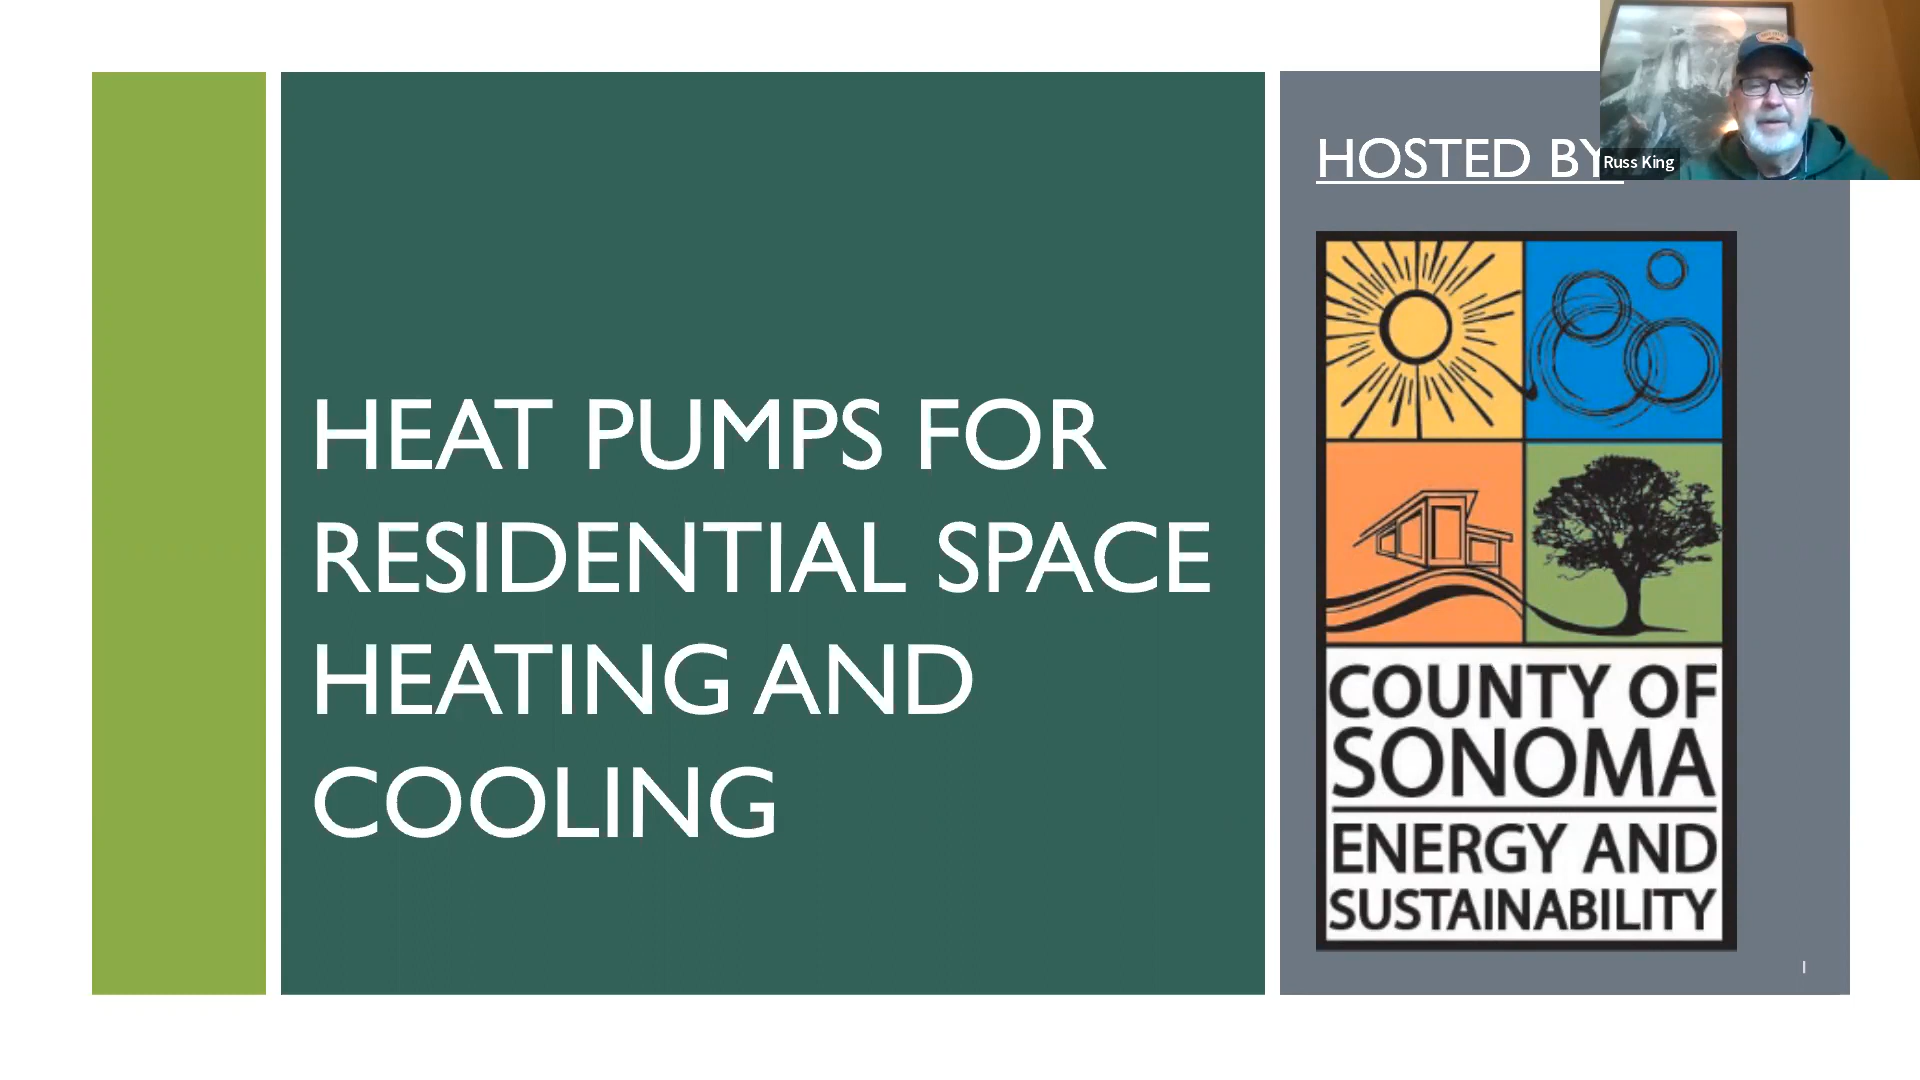 HEAT PUMPS FOR
RESIDENTIAL SPACE
HEATING AND
COOLING
HOSTED BY
Russ King
COUNTY OF
SONOMA
ENERGY AND
SUSTAINABILITY
1